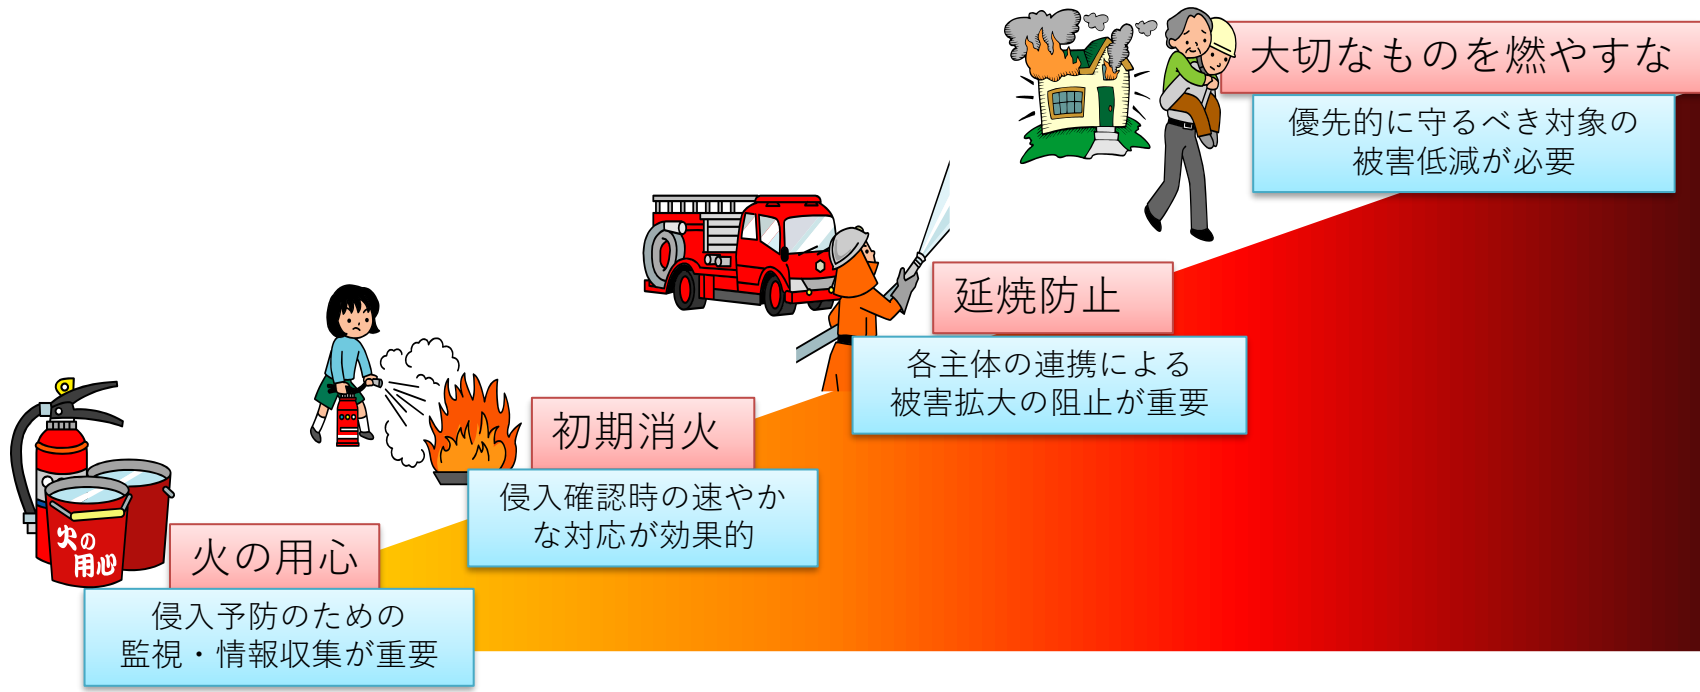 大切なものを燃やすな
優先的に守るべき対象の
被害低減が必要
延焼防止
各主体の連携による
被害拡大の阻止が重要
初期消火
侵入確認時の速やか
な対応が効果的
火の用心
侵入予防のための
監視・情報収集が重要
火の
用心